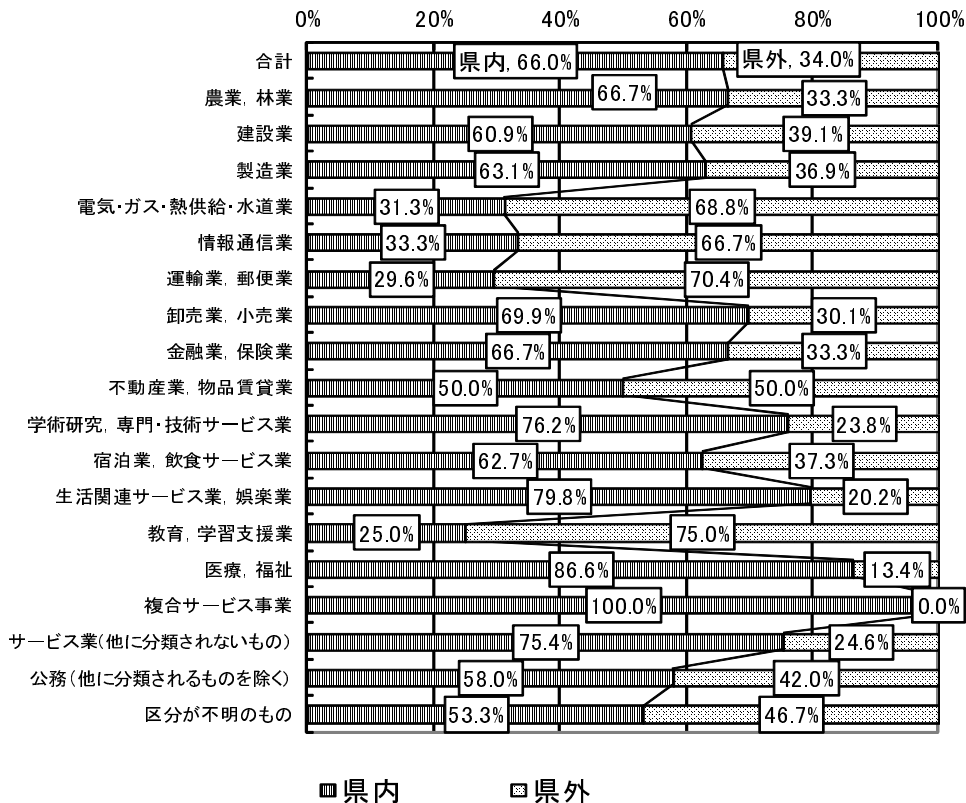 0% 20% 40% 60% 80% 100%
合計 県内, 66.0% 県外, 34.0%
農業, 林業 66.7% 33.3%
建設業 60.9% 39.1%
製造業 63.1% 36.9%
電気・ガス・熱供給・水道業 31.3% 68.8%
情報通信業 33.3% 66.7%
運輸業, 郵便業 29.6% 70.4%
卸売業, 小売業 69.9% 30.1%
金融業, 保険業 66.7% 33.3%
不動産業, 物品賃貸業 50.0% 50.0%
学術研究, 専門・技術サービス業 76.2% 23.8%
宿泊業, 飲食サービス業 62.7% 37.3%
生活関連サービス業, 娯楽業 79.8% 20.2%
教育, 学習支援業 25.0% 75.0%
医療, 福祉 86.6% 13.4%
複合サービス事業 100.0% 0.0%
サービス業(他に分類されないもの) 75.4% 24.6%
公務(他に分類されるものを除く) 58.0% 42.0%
区分が不明のもの 53.3% 46.7%
県内 県外